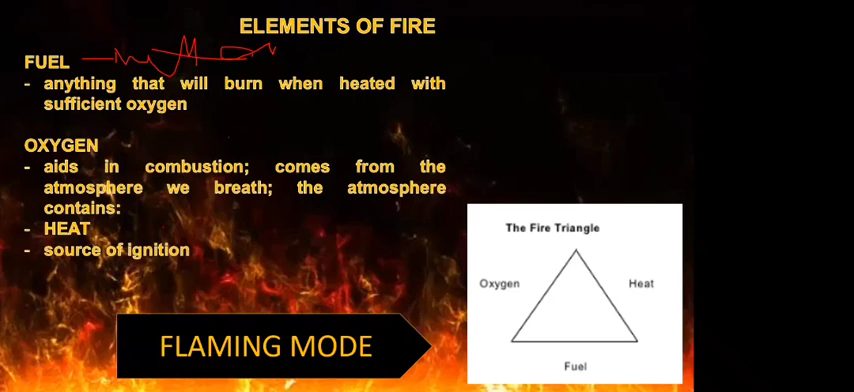 ELEMENTS OF FIRE
FUEL
- anything that will burn when heated with
sufficient oxygen
OXYGEN
- aids in combustion; comes from the
atmosphere we breath; the atmosphere
contains:
- HEAT
- source of ignition
The Fire Triangle
Oxygen
Heat
Fuel
FLAMING MODE